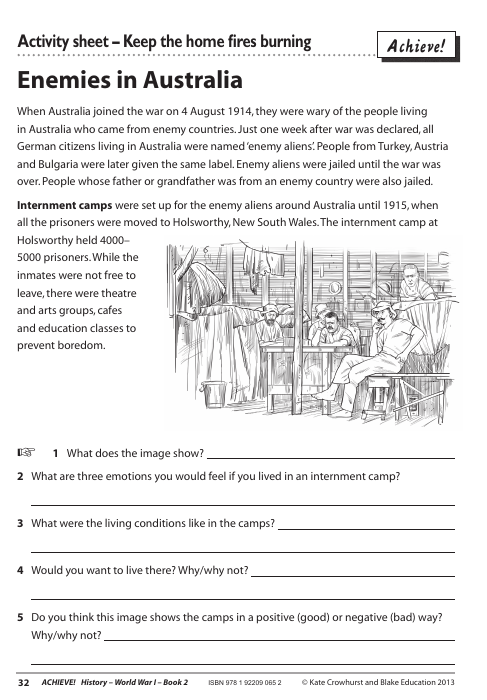 Activity sheet – Keep the home fires burning
Achieve!
Enemies in Australia
When Australia joined the war on 4 August 1914, they were wary of the people living
in Australia who came from enemy countries. Just one week after war was declared, all
German citizens living in Australia were named ‘enemy aliens’. People from Turkey, Austria
and Bulgaria were later given the same label. Enemy aliens were jailed until the war was
over. People whose father or grandfather was from an enemy country were also jailed.
Internment camps were set up for the enemy aliens around Australia until 1915, when
all the prisoners were moved to Holsworthy, New South Wales. The internment camp at
Holsworthy held 4000–
5000 prisoners. While the
inmates were not free to
leave, there were theatre
and arts groups, cafes
and education classes to
prevent boredom.
1 What does the image show?
2 What are three emotions you would feel if you lived in an internment camp?
3 What were the living conditions like in the camps?
4 Would you want to live there? Why/why not?
5 Do you think this image shows the camps in a positive (good) or negative (bad) way?
Why/why not?
32 ACHIEVE! History – World War I – Book 2 ISBN 978 1 92209 065 2 © Kate Crowhurst and Blake Education 2013